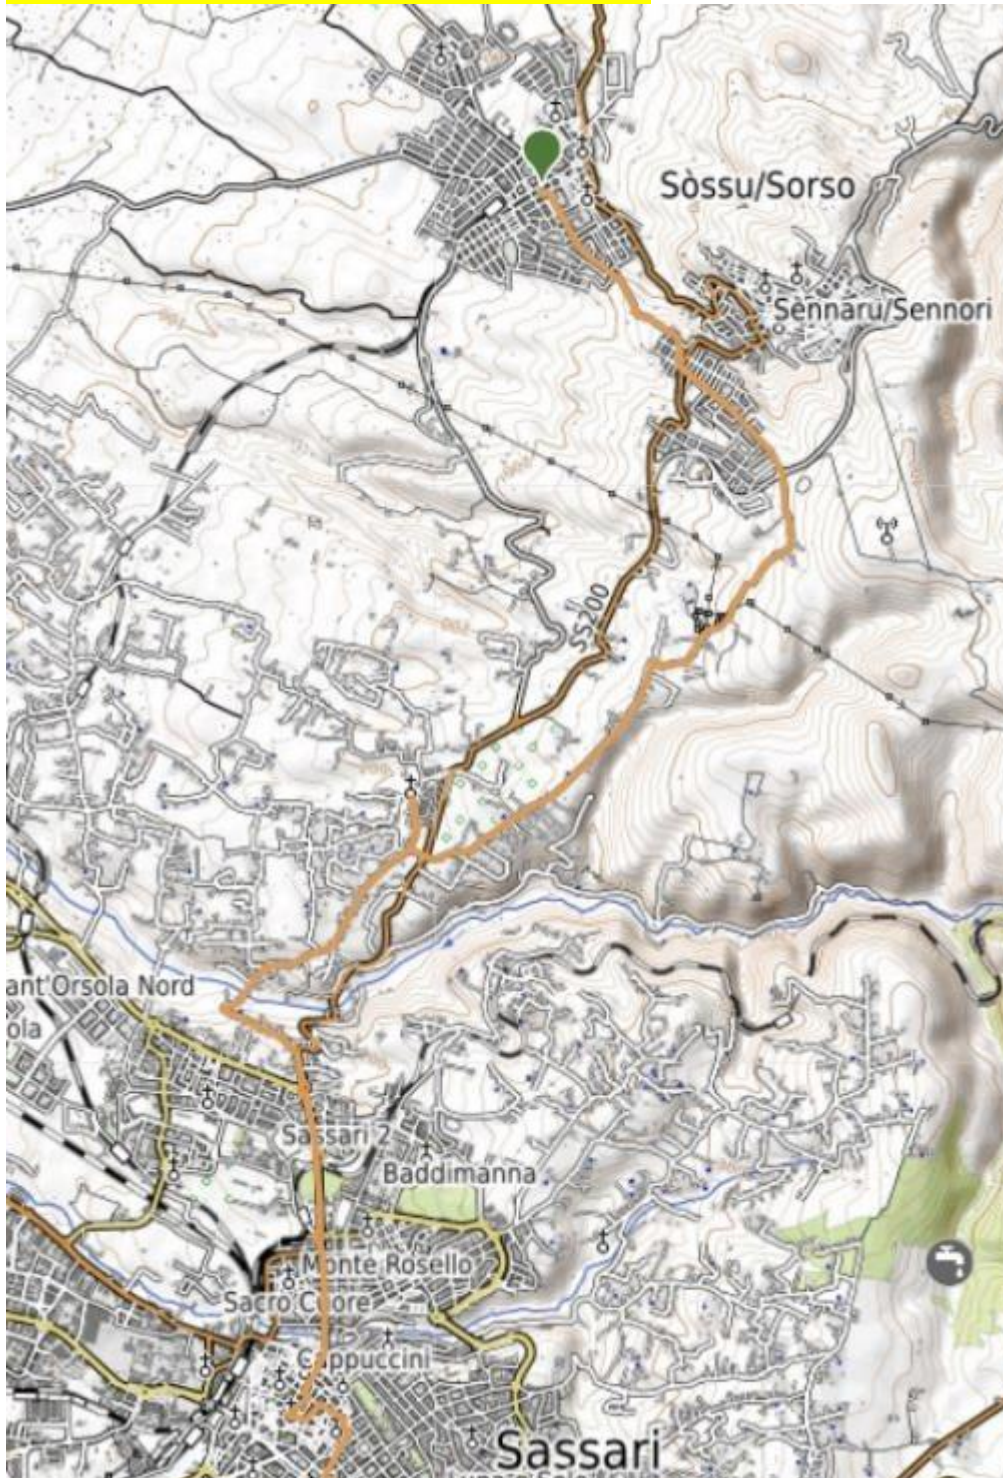 Sòssu/Sorso
Sènnaru/Sennori
SS200
ant'Orsola Nord
ola
Sassari 2
Baddimanna
Monte Rosello
Sacro Cuore
Cappuccini
Sassari